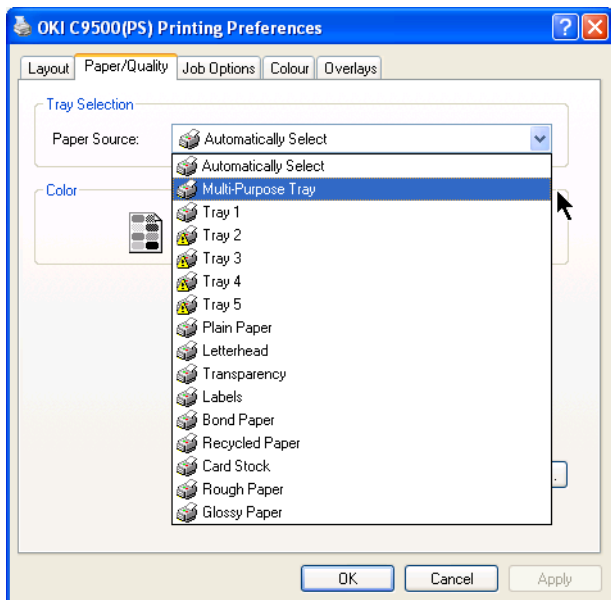 OKI C9500(PS) Printing Preferences
Layout Paper/Quality Job Options Colour Overlays
Tray Selection
Paper Source: Automatically Select
Automatically Select
Color
Multi-Purpose Tray
Tray 1
Tray 2
Tray 3
Tray 4
Tray 5
Plain Paper
Letterhead
Transparency
Labels
Bond Paper
Recycled Paper
Card Stock
Rough Paper
Glossy Paper
OK Cancel Apply